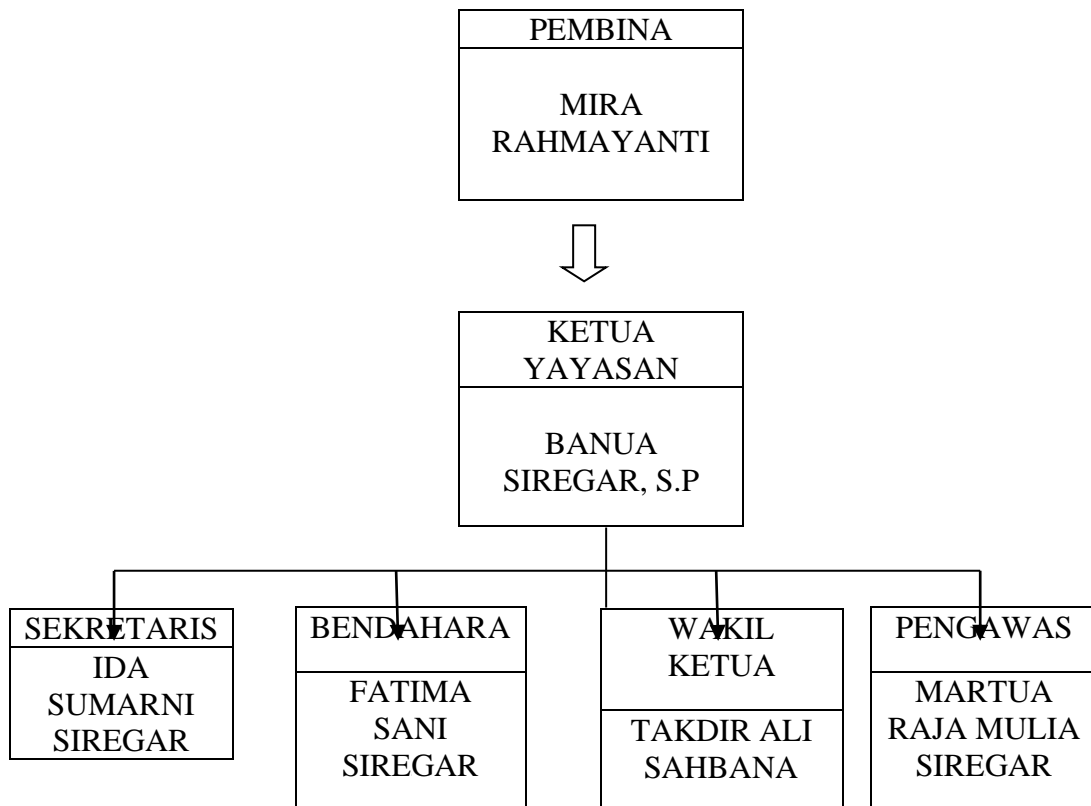 PEMBINA
MIRA
RAHMAYANTI
KETUA
YAYASAN
BANUA
SIREGAR, S.P
SEKRETARIS
IDA
SUMARNI
SIREGAR
BENDAHARA
FATIMA
SANI
SIREGAR
WAKIL
KETUA
TAKDIR ALI
SAHBANA
PENGAWAS
MARTUA
RAJA MULIA
SIREGAR